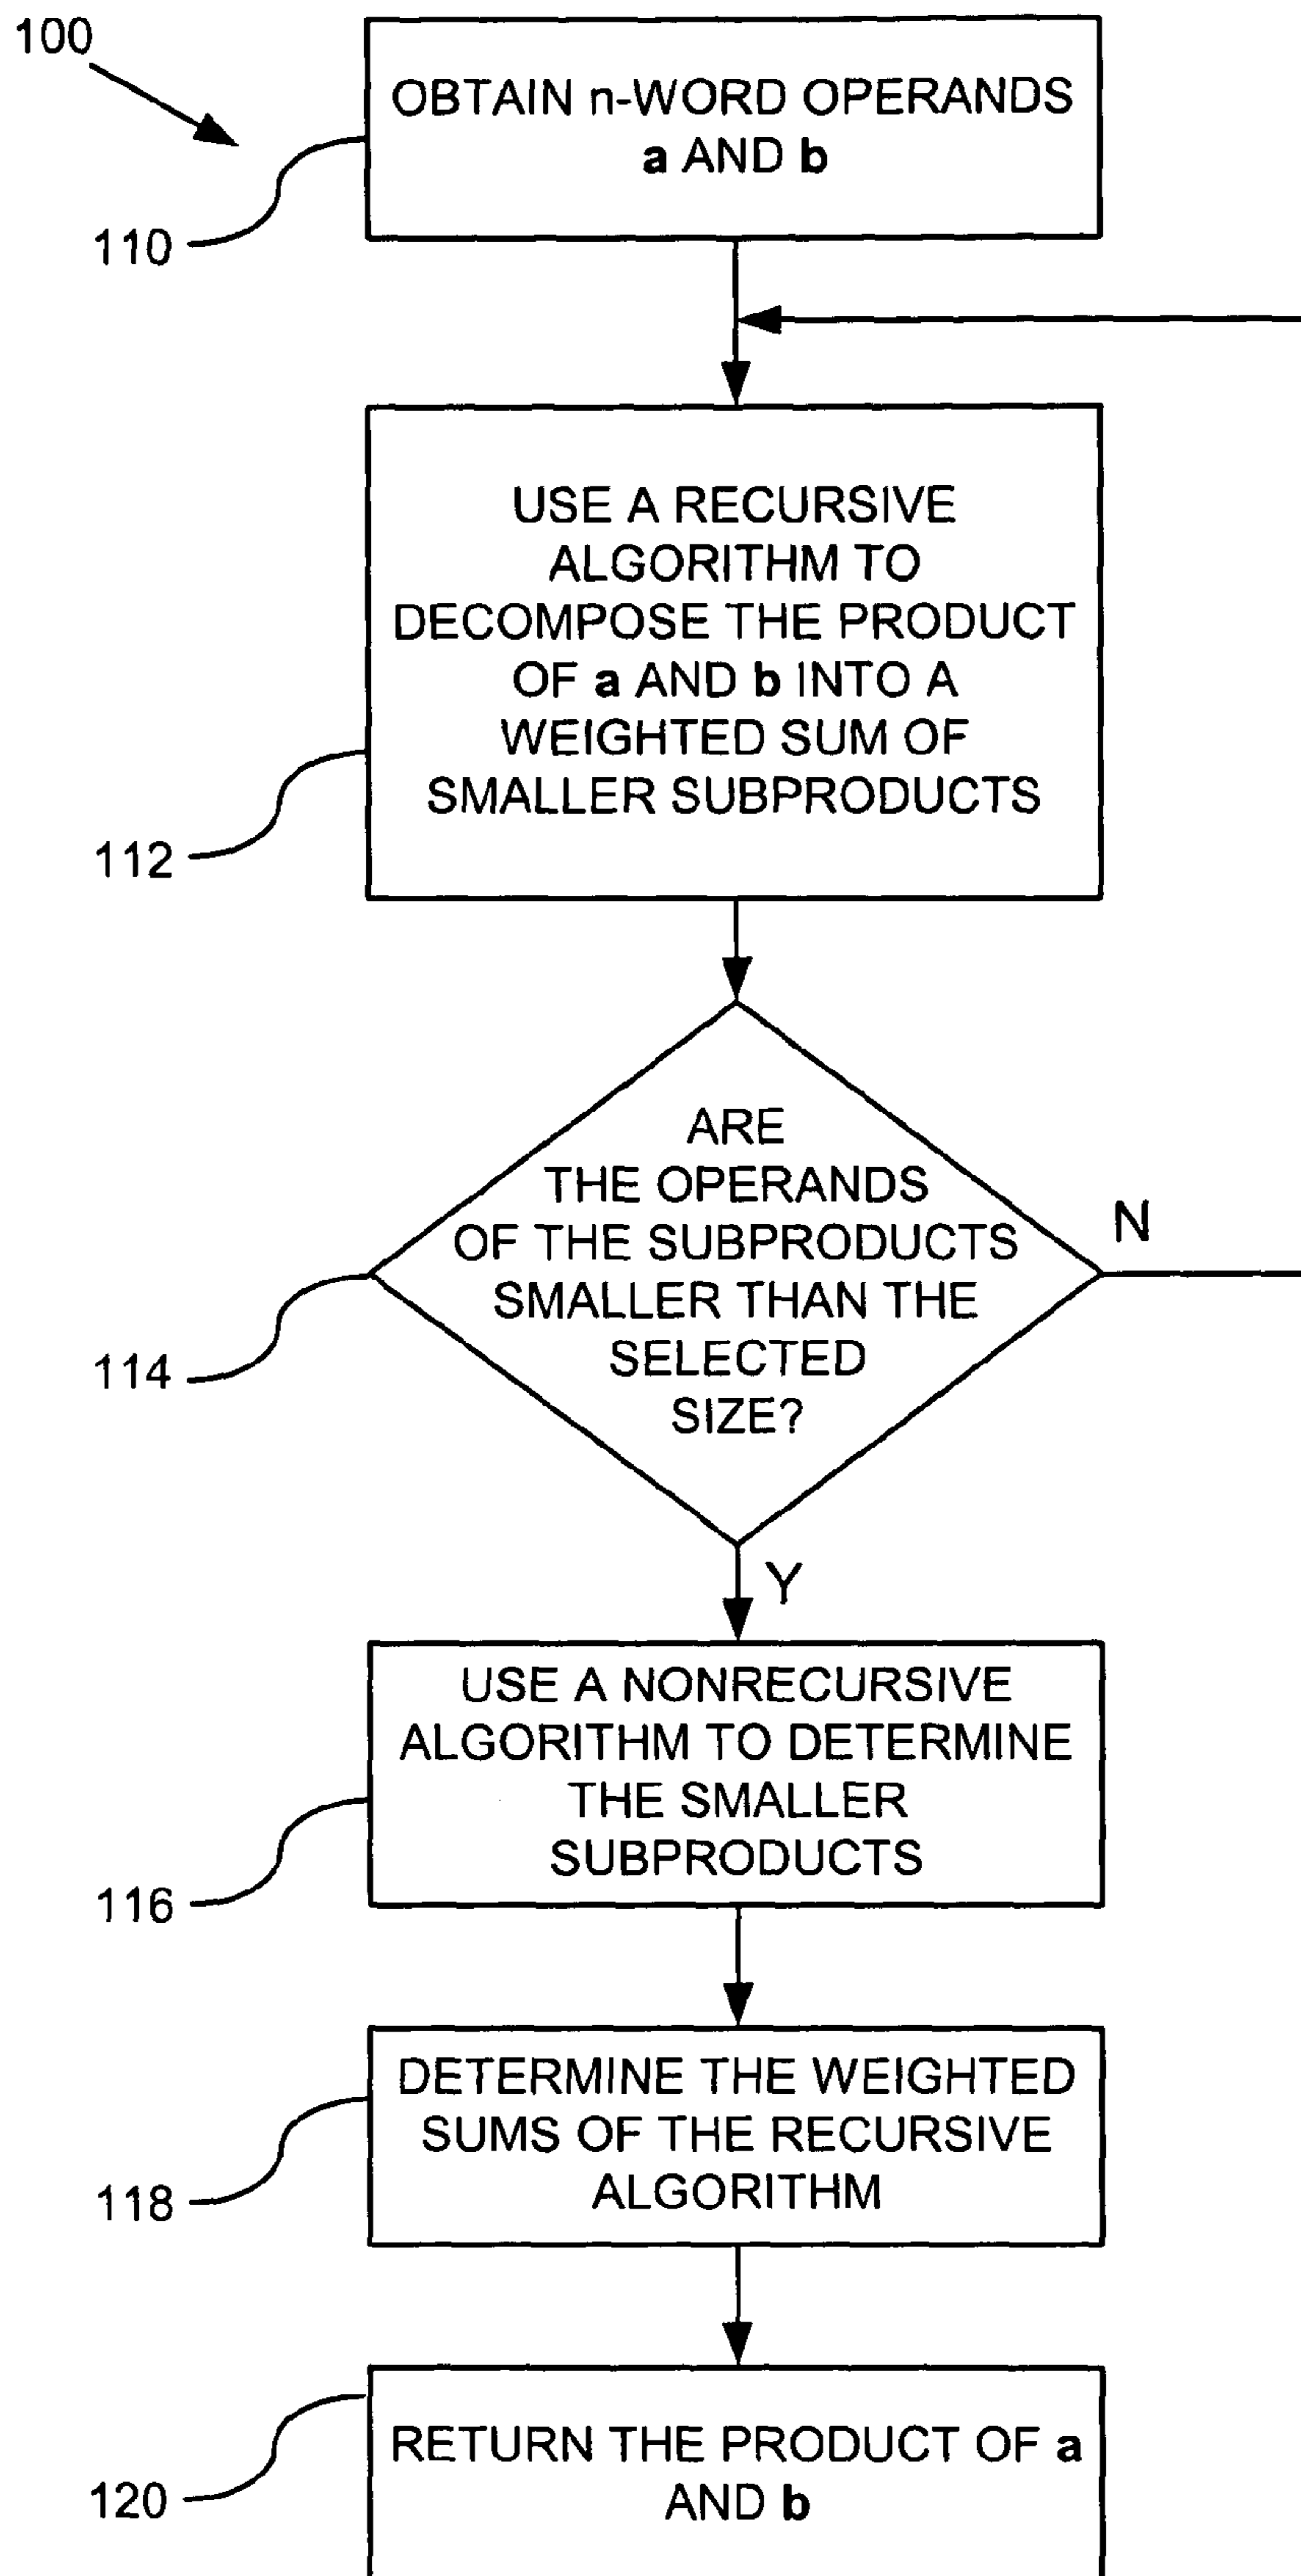 100
OBTAIN n-WORD OPERANDS
a AND b
110
USE A RECURSIVE
ALGORITHM TO
DECOMPOSE THE PRODUCT
OF a AND b INTO A
WEIGHTED SUM OF
SMALLER SUBPRODUCTS
112
ARE
THE OPERANDS
OF THE SUBPRODUCTS
SMALLER THAN THE
SELECTED
SIZE?
N
114
Y
USE A NONRECURSIVE
ALGORITHM TO DETERMINE
THE SMALLER
SUBPRODUCTS
116
DETERMINE THE WEIGHTED
SUMS OF THE RECURSIVE
ALGORITHM
118
RETURN THE PRODUCT OF a
AND b
120